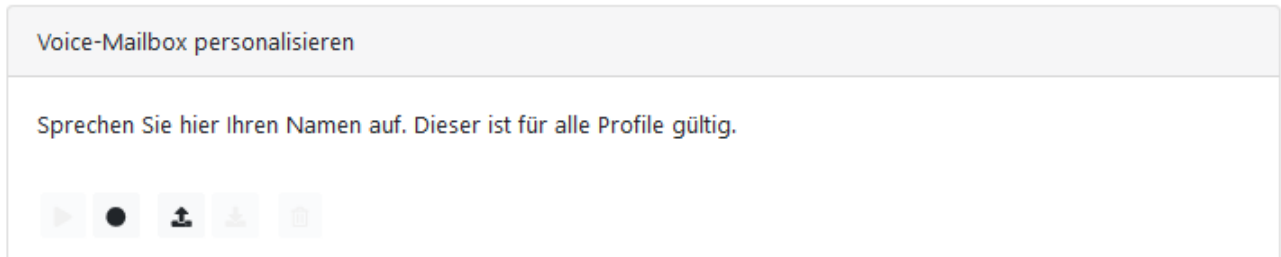 Voice-Mailbox personalisieren
Sprechen Sie hier Ihren Namen auf. Dieser ist für alle Profile gültig.